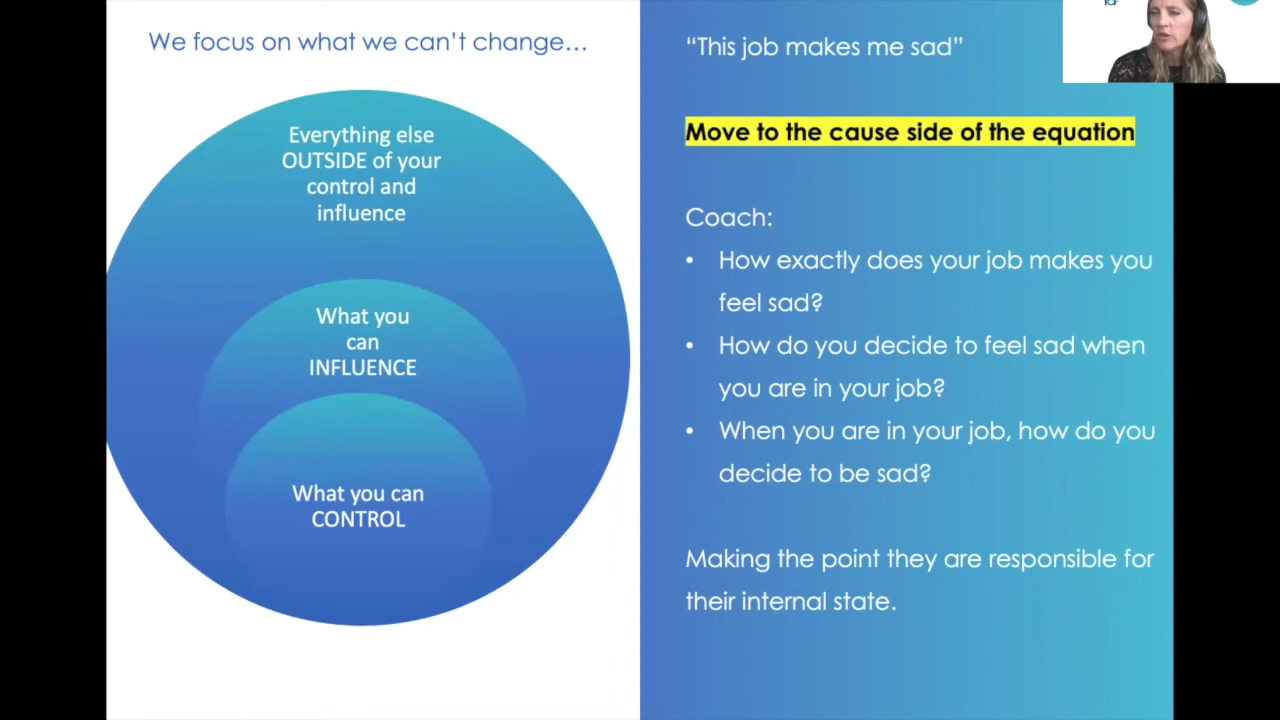 We focus on what we can't change...
Everything else
OUTSIDE of your
control and
influence
What you
can
INFLUENCE
What you can
CONTROL
“This job makes me sad”
Move to the cause side of the equation
Coach:
• How exactly does your job makes you
feel sad?
• How do you decide to feel sad when
you are in your job?
• When you are in your job, how do you
decide to be sad?
Making the point they are responsible for
their internal state.